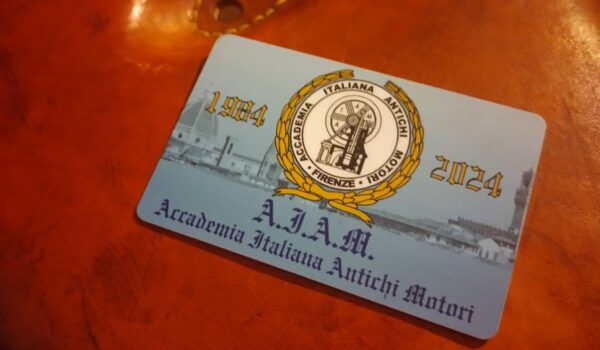 1984
ACCADEMIA ITALIANA ANTICHI MOTORI
• FIRENZE •
2024
A.I.A.M.
Accademia Italiana Antichi Motori